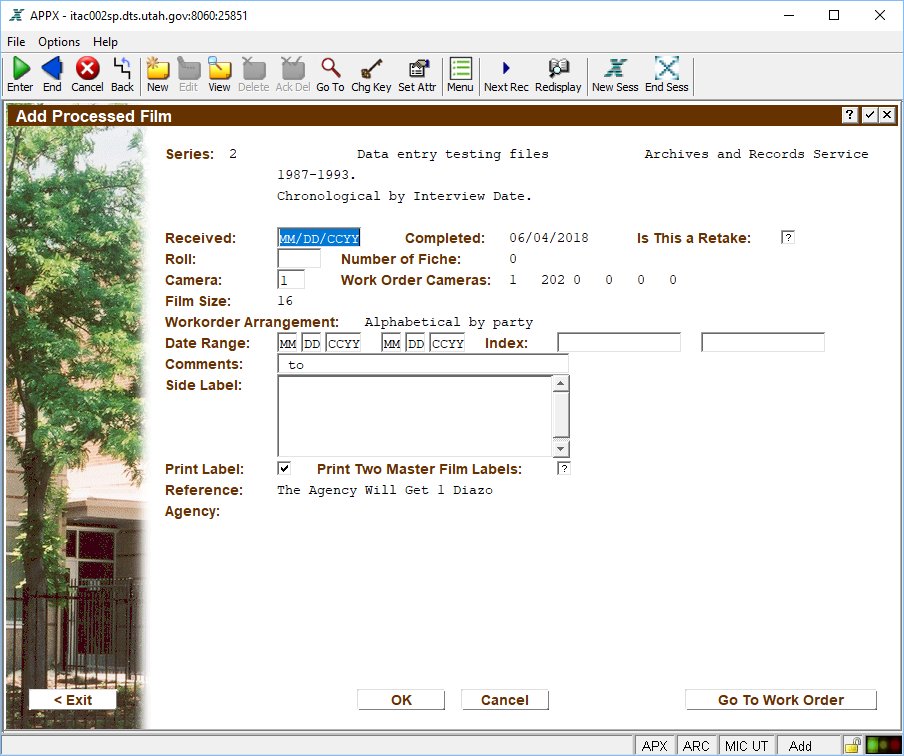 APPX - itac002sp.dts.utah.gov:8060:25851
File Options Help
Enter End Cancel Back New Edit View Delete Ack Del Go To Chg Key Set Attr Menu Next Rec Redisplay New Sess End Sess
Add Processed Film ?
Series: 2 Data entry testing files Archives and Records Service
1987-1993.
Chronological by Interview Date.
Received: MM/DD/CCYY Completed: 06/04/2018 Is This a Retake: ?
Roll: Number of Fiche: 0
Camera: 1 Work Order Cameras: 1 202 0 0 0 0
Film Size: 16
Workorder Arrangement: Alphabetical by party
Date Range: MM DD CCYY MM DD CCYY Index:
Comments: to
Side Label:
Print Label: Print Two Master Film Labels: ?
Reference: The Agency Will Get 1 Diazo
Agency:
< Exit OK Cancel Go To Work Order
APX ARC MIC UT Add